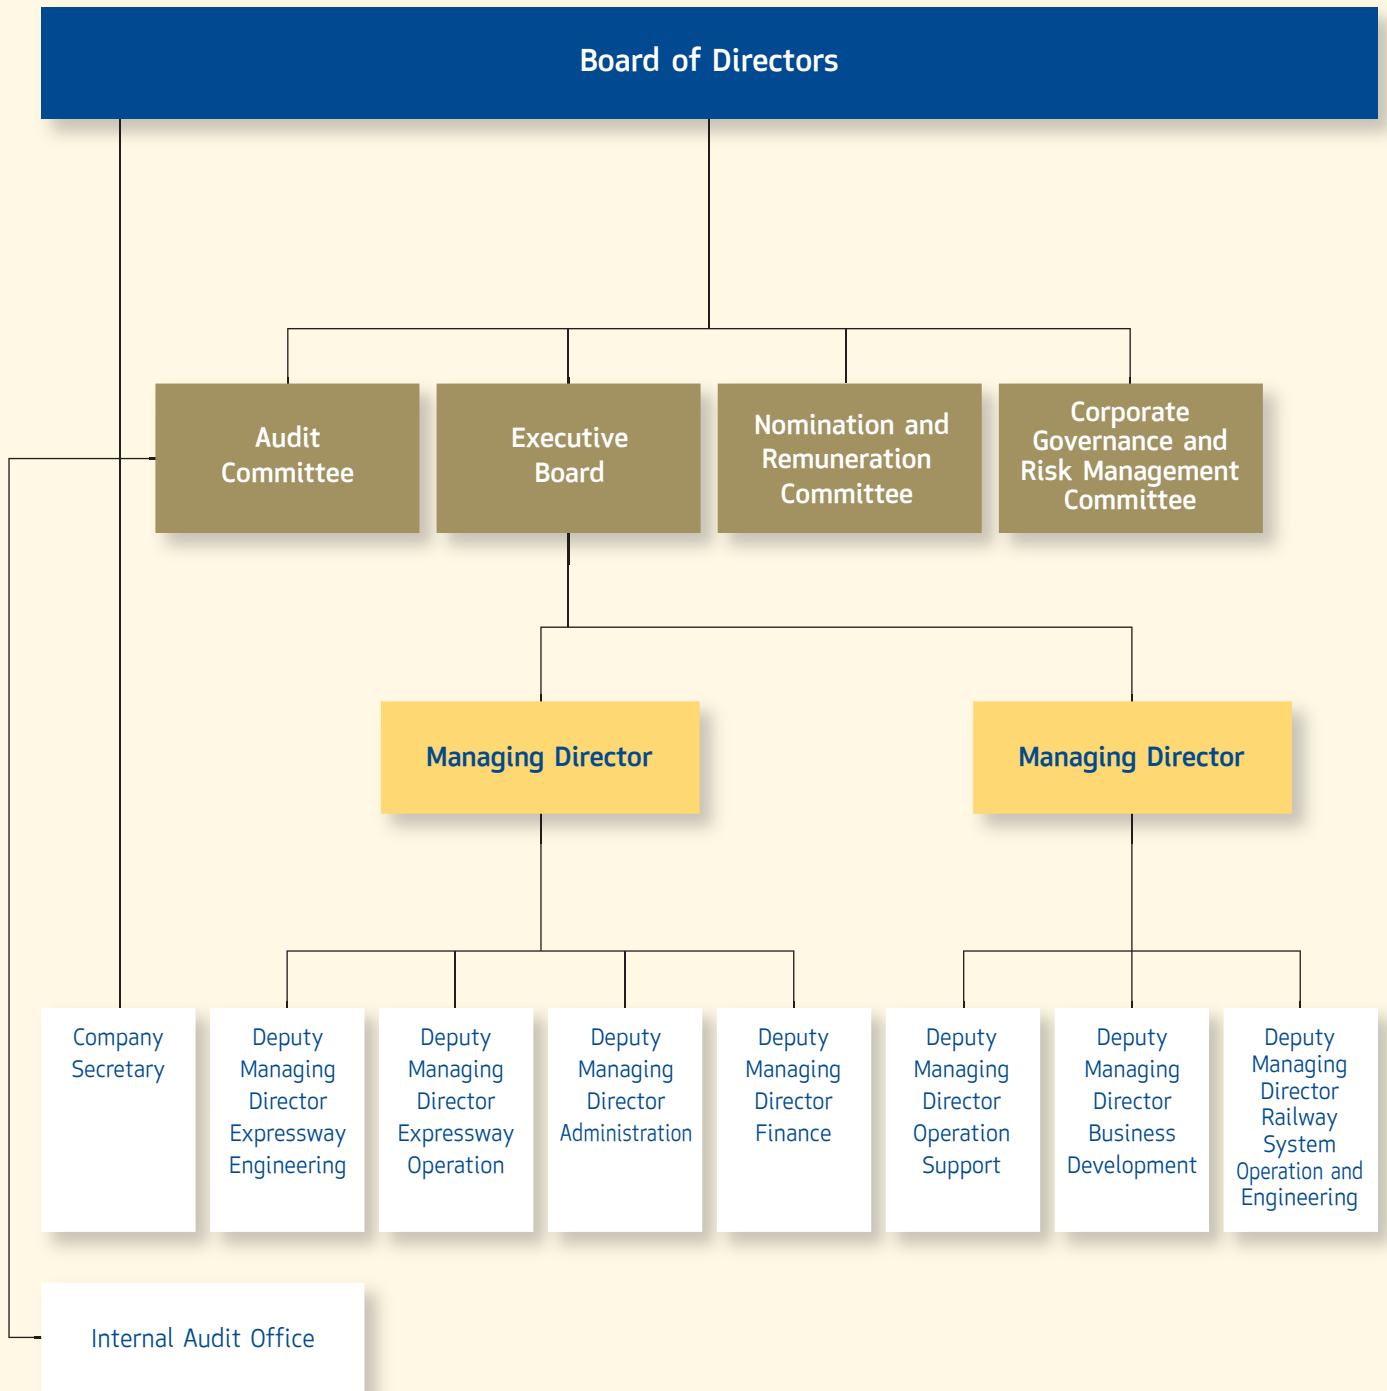 Board of Directors
Audit
Committee
Executive
Board
Nomination and
Remuneration
Committee
Corporate
Governance and
Risk Management
Committee
Managing Director
Managing Director
Company
Secretary
Deputy
Managing
Director
Expressway
Engineering
Deputy
Managing
Director
Expressway
Operation
Deputy
Managing
Director
Administration
Deputy
Managing
Director
Finance
Deputy
Managing
Director
Operation
Support
Deputy
Managing
Director
Business
Development
Deputy
Managing
Director
Railway
System
Operation and
Engineering
Internal Audit Office